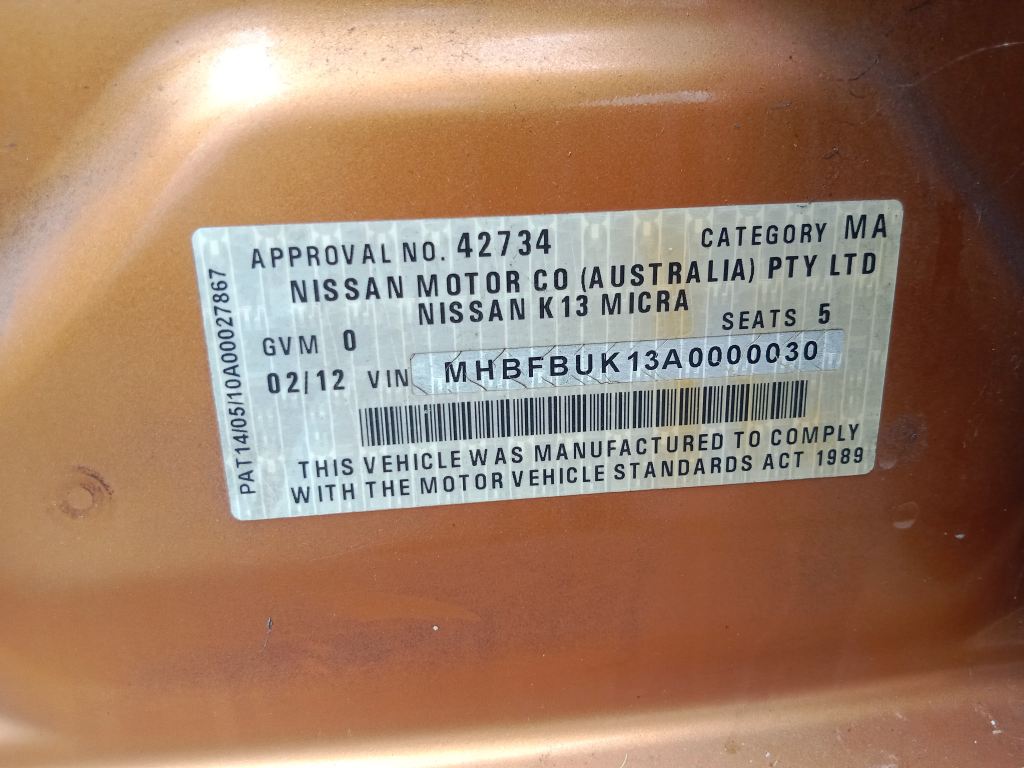 APPROVAL NO. 42734 CATEGORY MA
NISSAN MOTOR CO (AUSTRALIA) PTY LTD
NISSAN K13 MICRA
GVM 0 SEATS 5
02/12 VIN MHBFBUK13A0000030
THIS VEHICLE WAS MANUFACTURED TO COMPLY
WITH THE MOTOR VEHICLE STANDARDS ACT 1989
PAT14/05/10A00027867